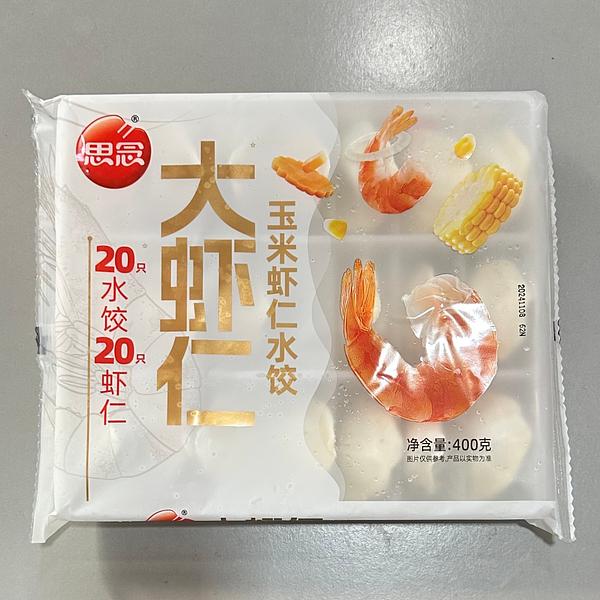 思念®
大虾仁
玉米虾仁水饺
20只
水饺
20只
虾仁
20241108 62N
净含量:400克
图片仅供参考,产品以实物为准